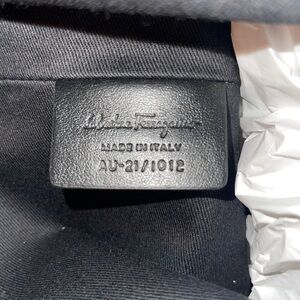 Salvatore Ferragamo
MADE IN ITALY
AU-21/1012